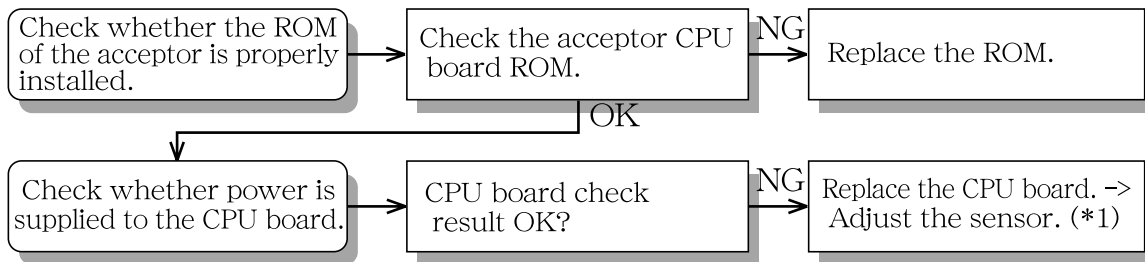 Check whether the ROM
of the acceptor is properly
installed.
Check the acceptor CPU
board ROM.
NG
Replace the ROM.
OK
Check whether power is
supplied to the CPU board.
CPU board check
result OK?
NG
Replace the CPU board. ->
Adjust the sensor. (*1)